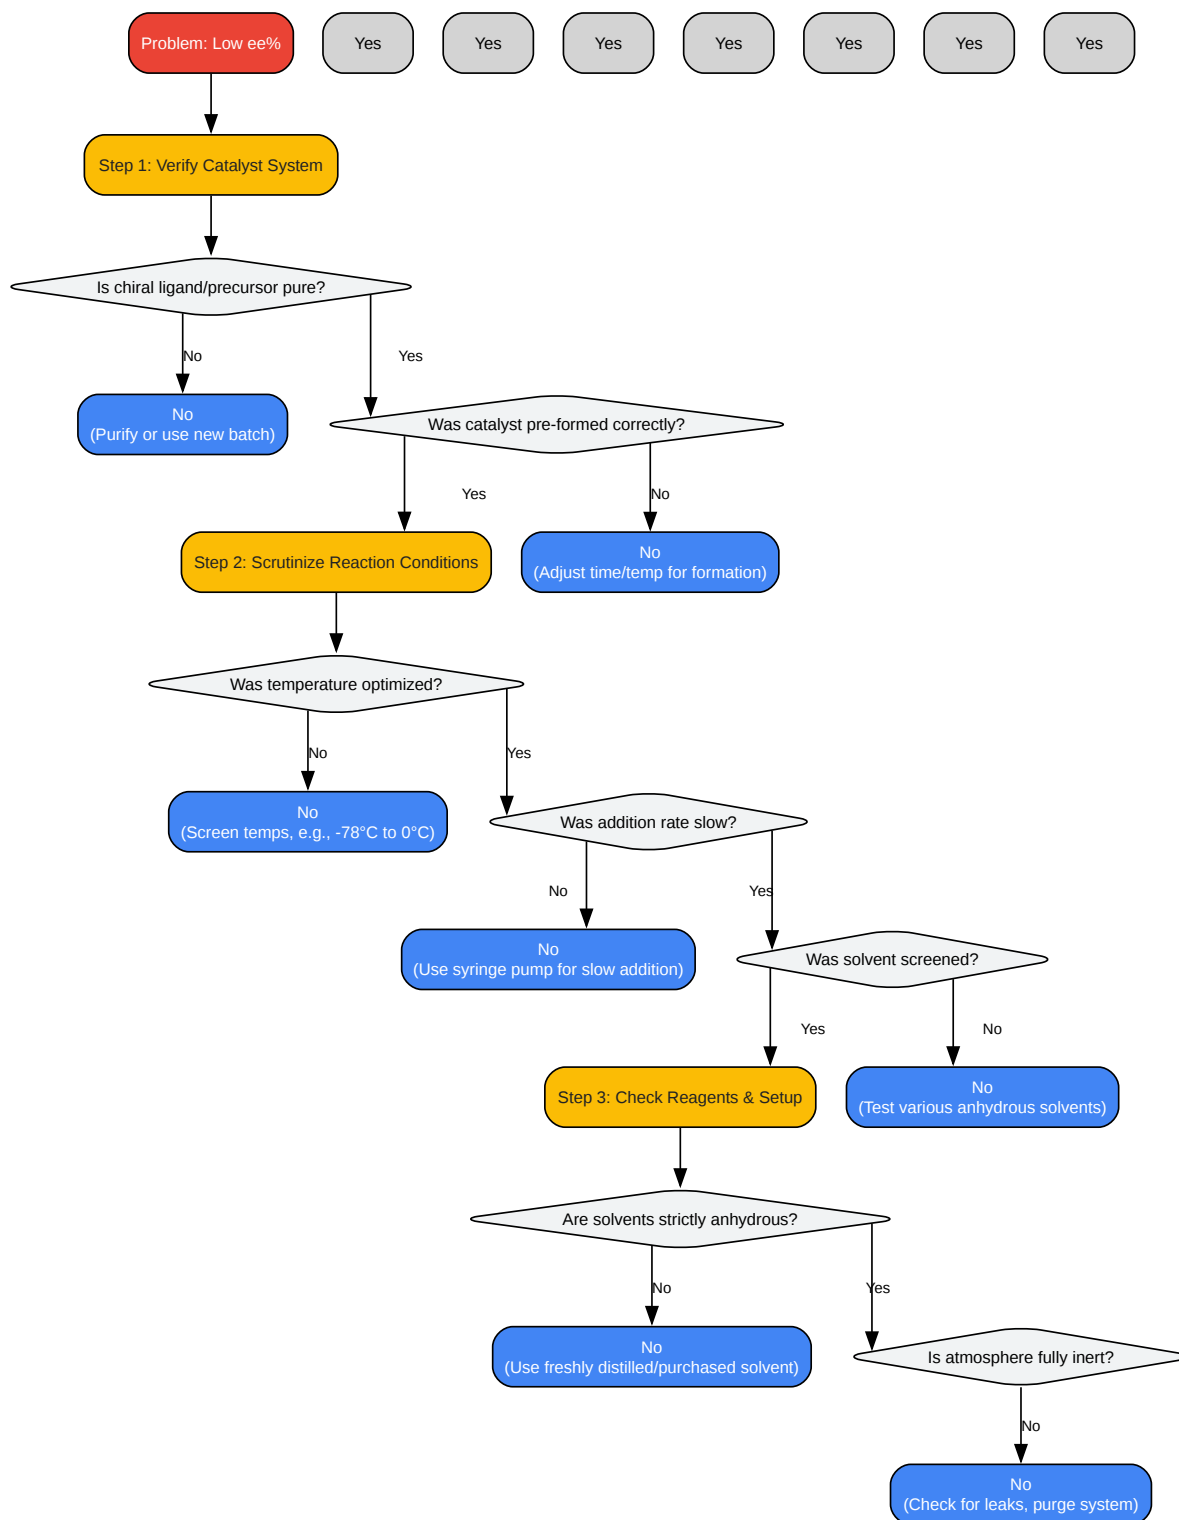 Problem: Low ee%
Yes
Yes
Yes
Yes
Yes
Yes
Yes
Step 1: Verify Catalyst System
Is chiral ligand/precursor pure?
No
Yes
No
(Purify or use new batch)
Was catalyst pre-formed correctly?
Yes
No
Step 2: Scrutinize Reaction Conditions
No
(Adjust time/temp for formation)
Was temperature optimized?
No
Yes
No
(Screen temps, e.g., -78°C to 0°C)
Was addition rate slow?
No
Yes
No
(Use syringe pump for slow addition)
Was solvent screened?
Yes
No
Step 3: Check Reagents & Setup
No
(Test various anhydrous solvents)
Are solvents strictly anhydrous?
No
Yes
No
(Use freshly distilled/purchased solvent)
Is atmosphere fully inert?
No
No
(Check for leaks, purge system)